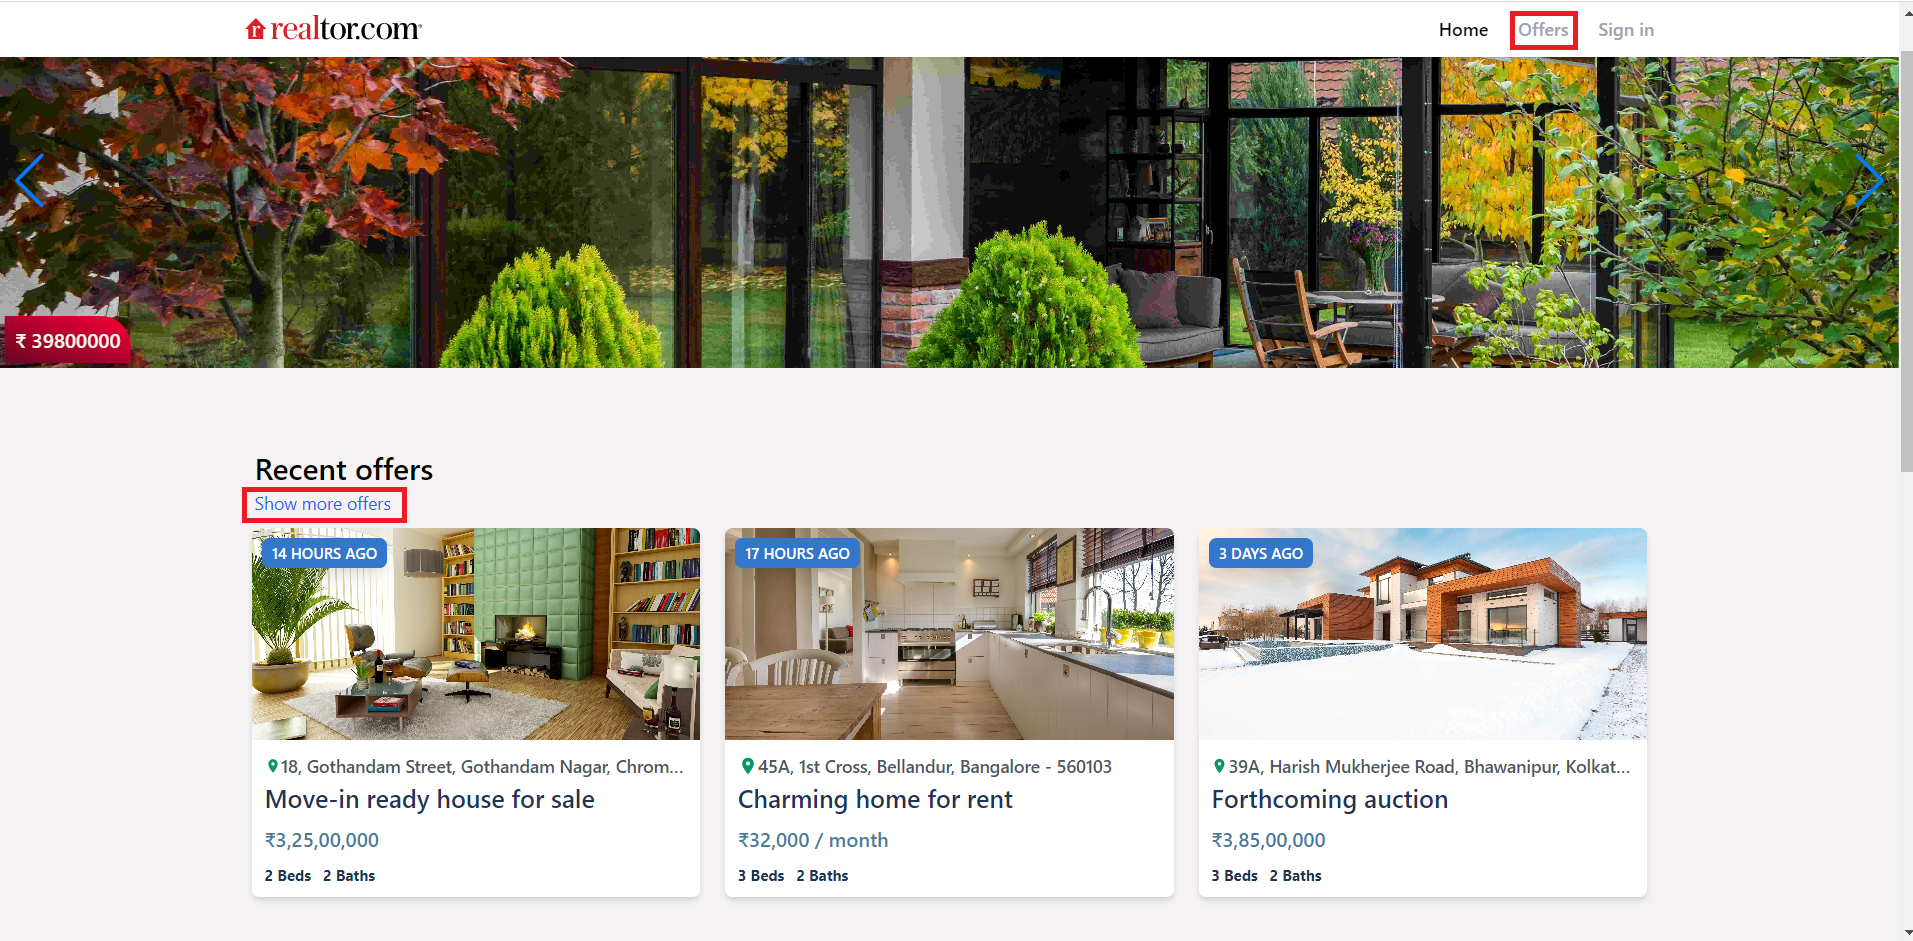 realtor.com
Home Offers Sign in
₹ 39800000
Recent offers
Show more offers
14 HOURS AGO
17 HOURS AGO
3 DAYS AGO
18, Gothandam Street, Gothandam Nagar, Chrom...
45A, 1st Cross, Bellandur, Bangalore - 560103
39A, Harish Mukherjee Road, Bhawanipur, Kolkat...
Move-in ready house for sale
Charming home for rent
Forthcoming auction
₹3,25,00,000
₹32,000 / month
₹3,85,00,000
2 Beds 2 Baths
3 Beds 2 Baths
3 Beds 2 Baths